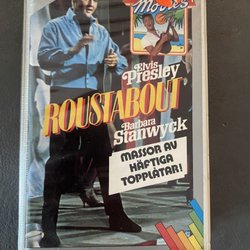 Movies
Elvis
Presley
ROUSTABOUT
Barbara
Stanwyck
MASSOR AV
HÄFTIGA
TOPPLÅTAR!